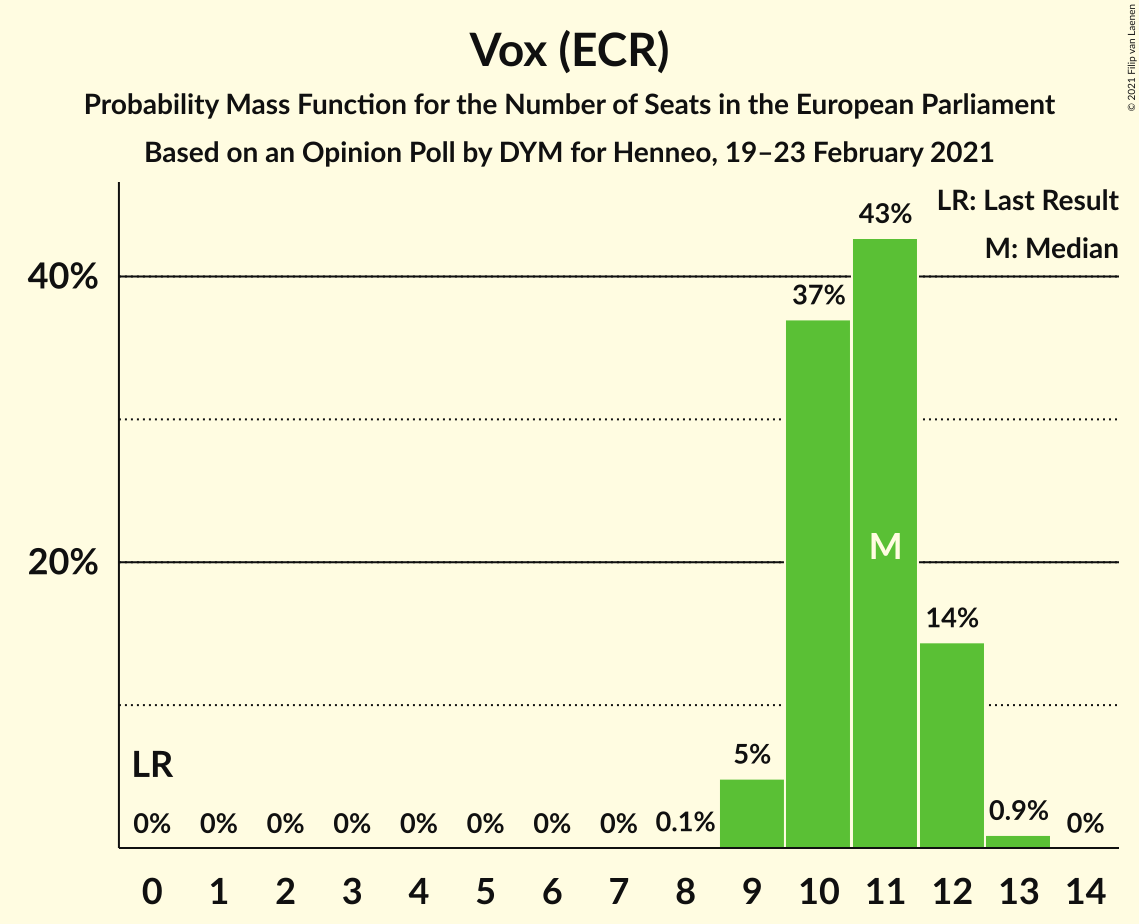 Vox (ECR)
Probability Mass Function for the Number of Seats in the European Parliament
Based on an Opinion Poll by DYM for Henneo, 19–23 February 2021
© 2021 Filip van Laenen
LR: Last Result
M: Median
40%
20%
43%
37%
M
14%
5%
LR
0% 0% 0% 0% 0% 0% 0% 0% 0.1% 0.9% 0%
0 1 2 3 4 5 6 7 8 9 10 11 12 13 14